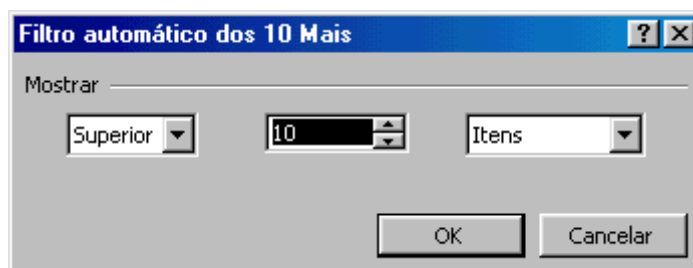 Filtro automático dos 10 Mais
Mostrar
Superior 10 Itens
OK Cancelar